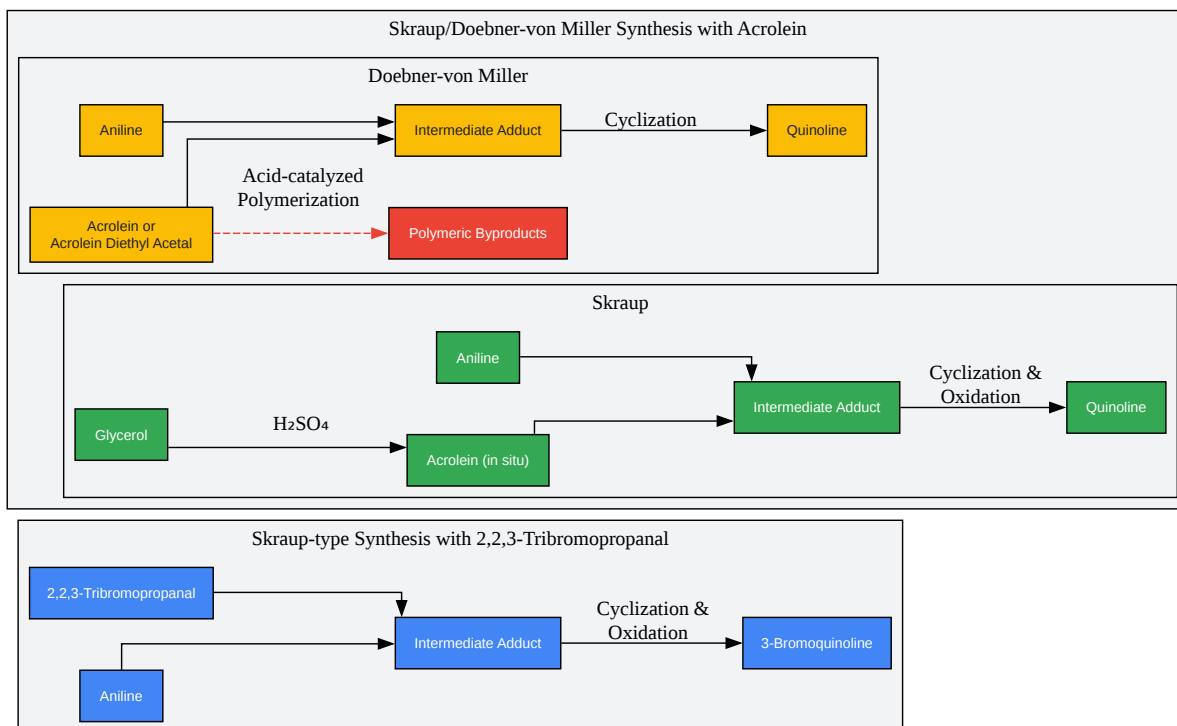 Skraup/Doebner-von Miller Synthesis with Acrolein
Doebner-von Miller
Aniline
Intermediate Adduct
Cyclization
Quinoline
Acid-catalyzed
Polymerization
Acrolein or
Acrolein Diethyl Acetal
Polymeric Byproducts
Skraup
Aniline
Glycerol
H₂SO₄
Acrolein (in situ)
Intermediate Adduct
Cyclization &
Oxidation
Quinoline
Skraup-type Synthesis with 2,2,3-Tribromopropanal
2,2,3-Tribromopropanal
Aniline
Intermediate Adduct
Cyclization &
Oxidation
3-Bromoquinoline